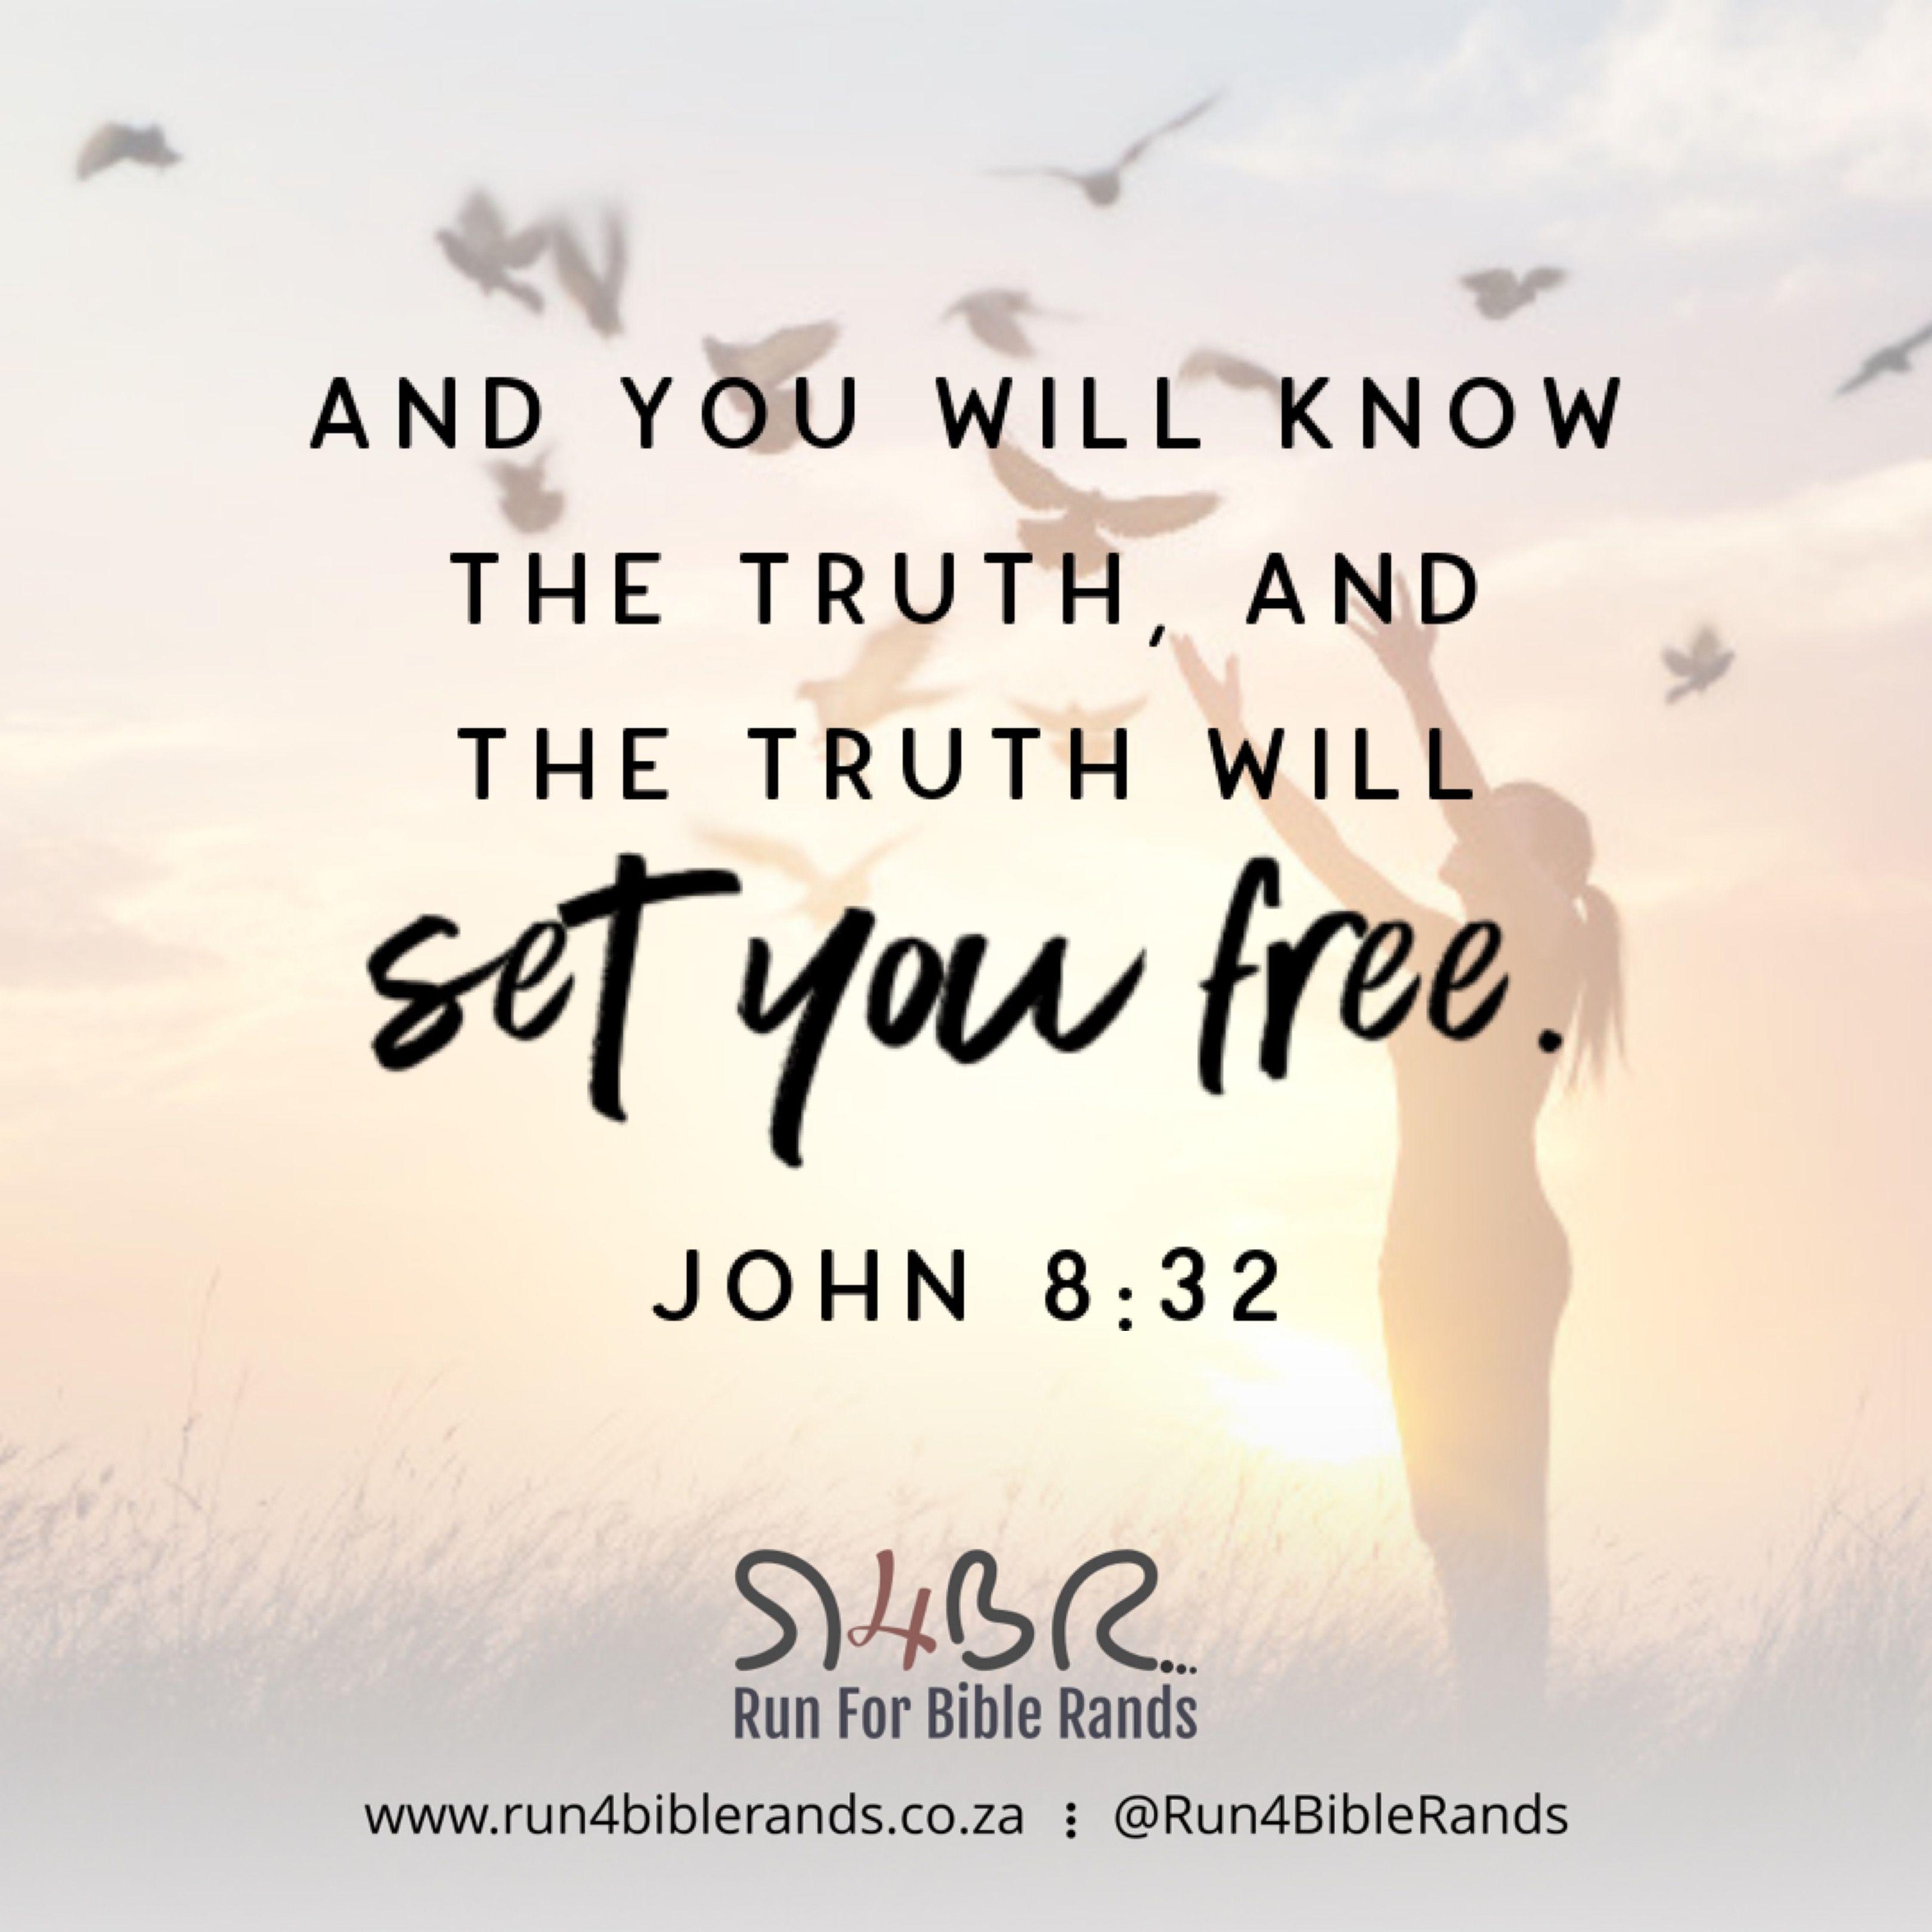 AND YOU WILL KNOW
THE TRUTH, AND
THE TRUTH WILL
set you free.
JOHN 8:32
R4BR...
Run For Bible Rands
www.run4biblerands.co.za ⋮ @Run4BibleRands